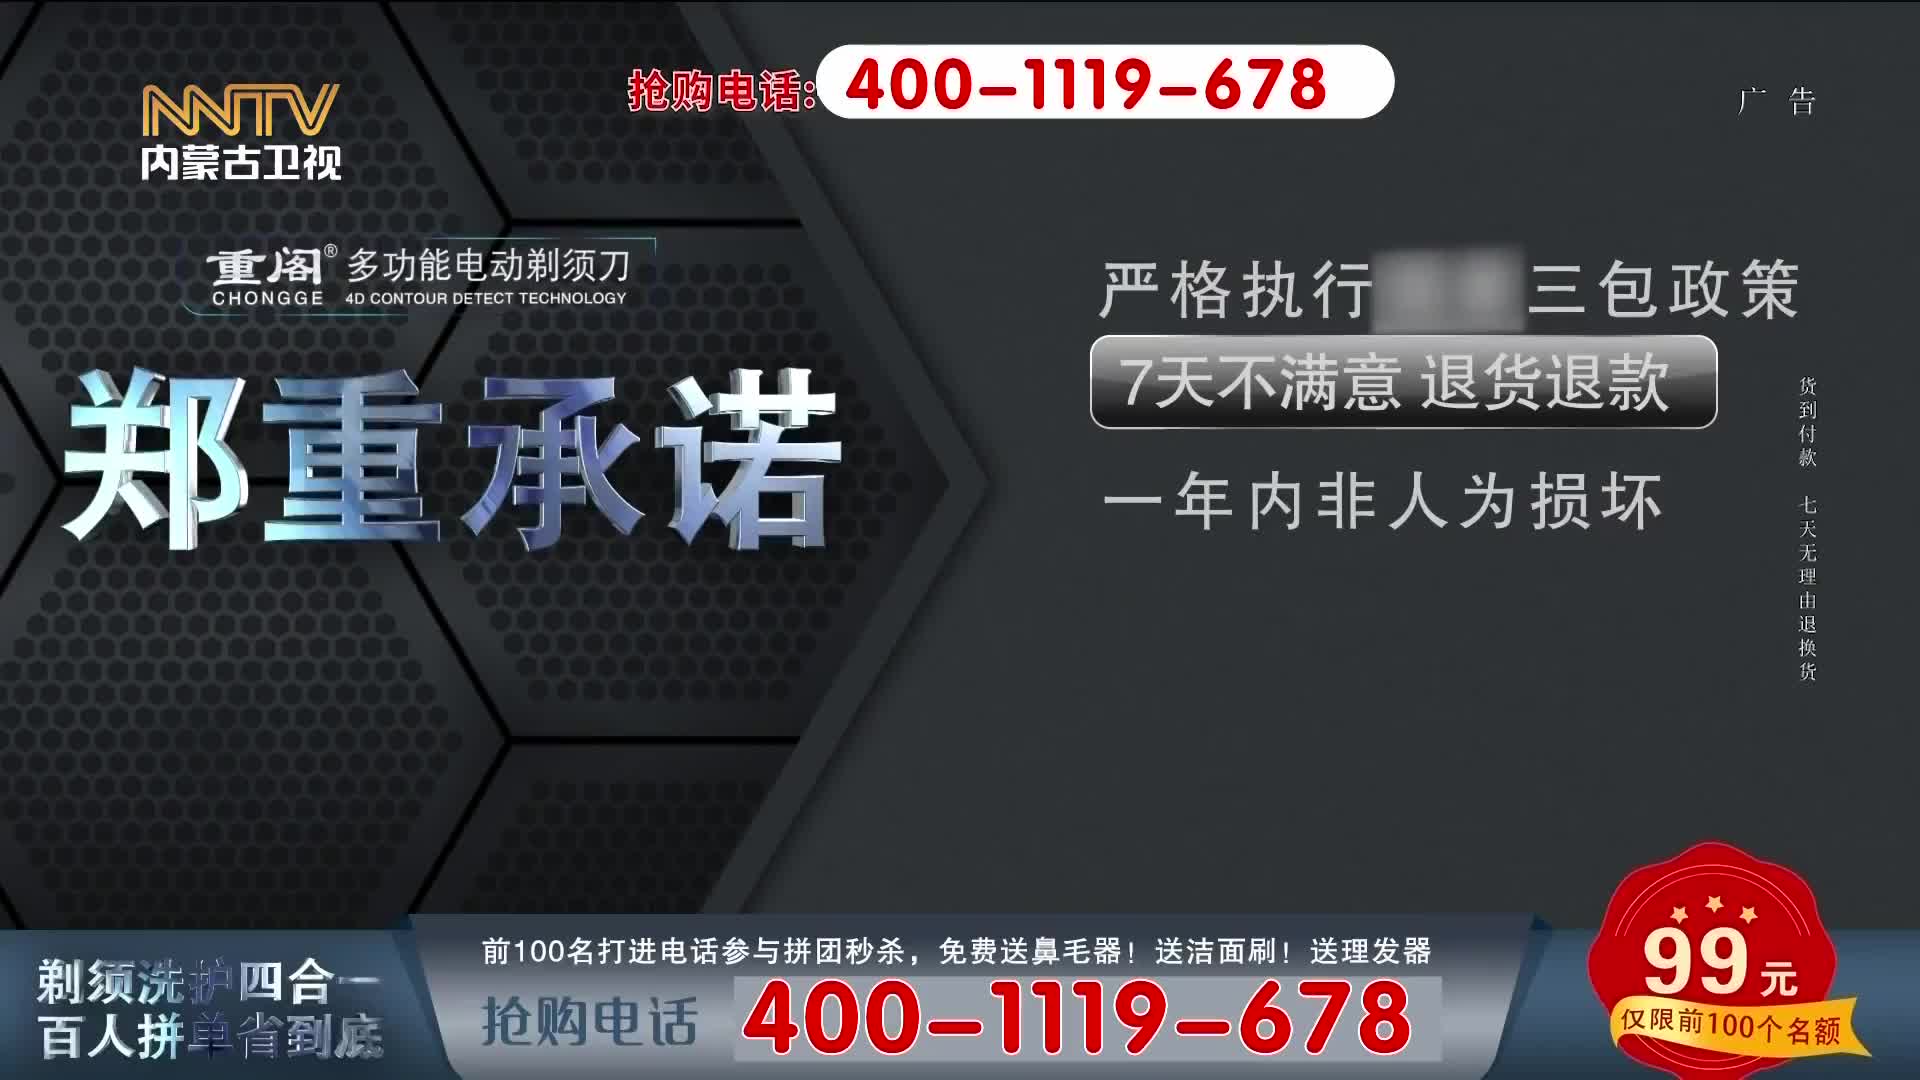 抢购电话:400-1119-678
广告
NNTV
内蒙古卫视
重阁® 多功能电动剃须刀
CHONGGE 4D CONTOUR DETECT TECHNOLOGY
郑重承诺
严格执行 三包政策
7天不满意 退货退款
一年内非人为损坏
货到付款 七天无理由退换货
剃须洗护四合一
百人拼单省到底
前100名打进电话参与拼团秒杀，免费送鼻毛器！送洁面刷！送理发器
抢购电话 400-1119-678
99元
仅限前100个名额